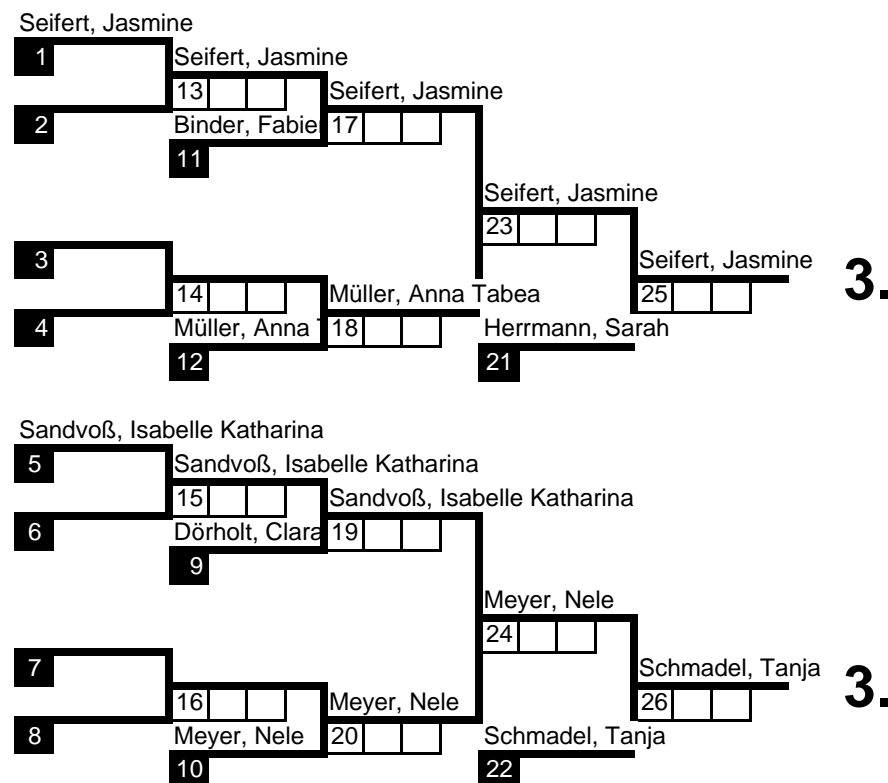 Seifert, Jasmine
1
Seifert, Jasmine
13
Seifert, Jasmine
2
Binder, Fabie
17
11
Seifert, Jasmine
23
3
Seifert, Jasmine
3.
14
Müller, Anna Tabea
25
4
Müller, Anna
18
Herrmann, Sarah
12
21
Sandvoß, Isabelle Katharina
5
Sandvoß, Isabelle Katharina
15
Sandvoß, Isabelle Katharina
6
Dörholt, Clara
19
9
Meyer, Nele
24
7
Schmadel, Tanja
3.
16
Meyer, Nele
26
8
Meyer, Nele
20
Schmadel, Tanja
10
22